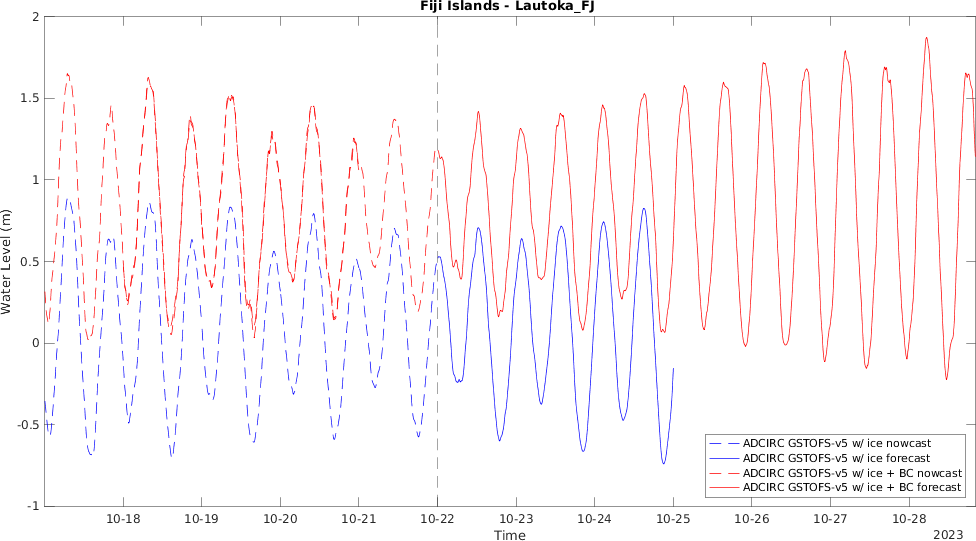 Fiji Islands - Lautoka_FJ
2
1.5
1
0.5
0
-0.5
-1
Water Level (m)
10-18 10-19 10-20 10-21 10-22 10-23 10-24 10-25 10-26 10-27 10-28
Time
2023
ADCIRC GSTOFS-v5 w/ ice nowcast
ADCIRC GSTOFS-v5 w/ ice forecast
ADCIRC GSTOFS-v5 w/ ice + BC nowcast
ADCIRC GSTOFS-v5 w/ ice + BC forecast